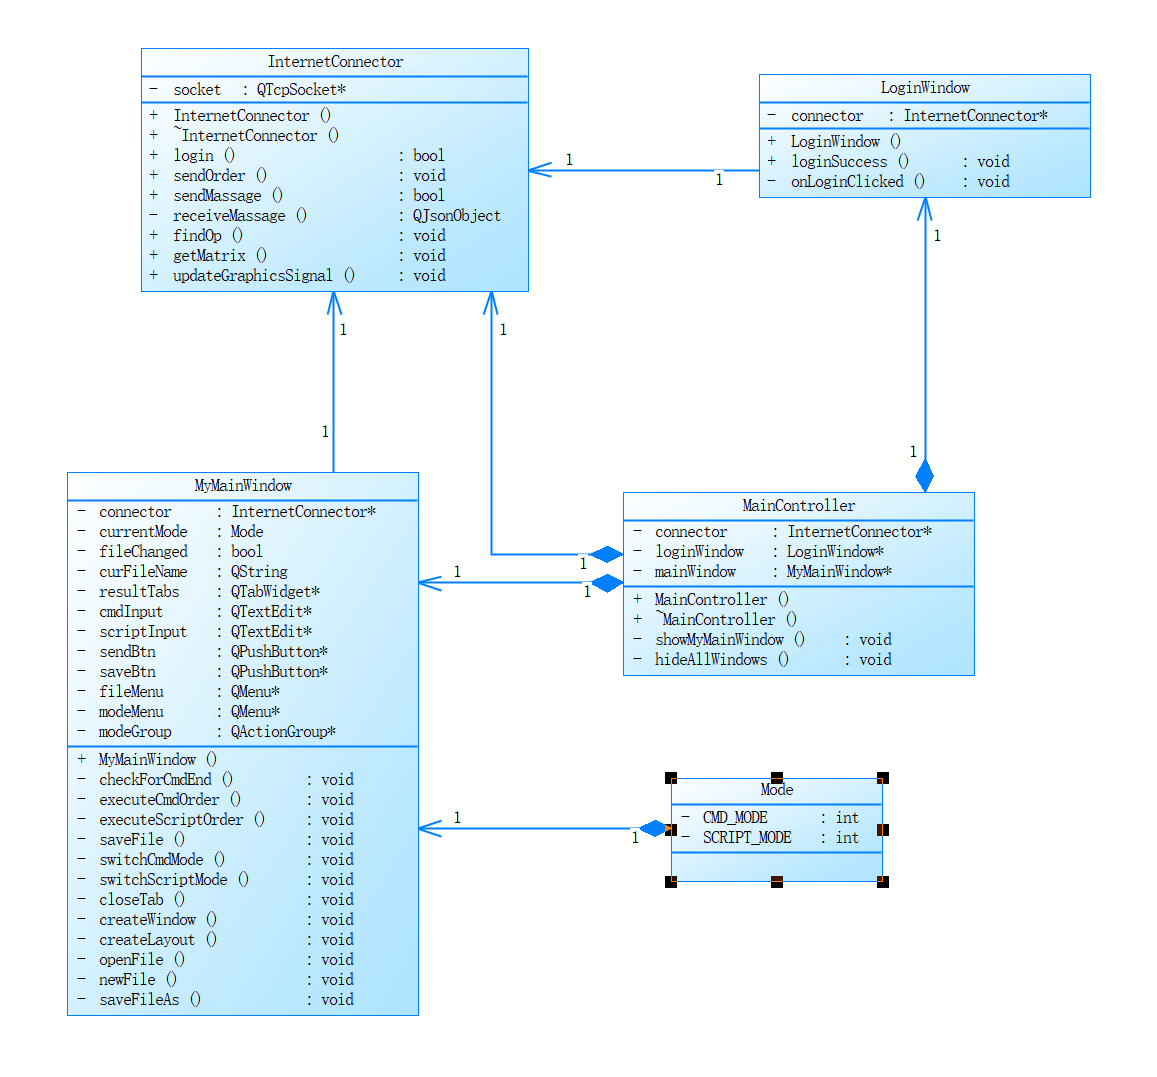 InternetConnector
- socket : QTcpSocket*
+ InternetConnector ()
+ ~InternetConnector ()
+ login () : bool
+ sendOrder () : void
+ sendMassage () : bool
- receiveMassage () : QJsonObject
+ findOp () : void
+ getMatrix () : void
+ updateGraphicsSignal () : void
LoginWindow
- connector : InternetConnector*
+ LoginWindow ()
+ loginSuccess () : void
- onLoginClicked () : void
1
1
1
1
1
1
1
MyMainWindow
- connector : InternetConnector*
- currentMode : Mode
- fileChanged : bool
- curFileName : QString
- resultTabs : QTabWidget*
- cmdInput : QTextEdit*
- scriptInput : QTextEdit*
- sendBtn : QPushButton*
- saveBtn : QPushButton*
- fileMenu : QMenu*
- modeMenu : QMenu*
- modeGroup : QActionGroup*
+ MyMainWindow ()
- checkForCmdEnd () : void
- executeCmdOrder () : void
- executeScriptOrder () : void
- saveFile () : void
- switchCmdMode () : void
- switchScriptMode () : void
- closeTab () : void
- createWindow () : void
- createLayout () : void
- openFile () : void
- newFile () : void
- saveFileAs () : void
MainController
- connector : InternetConnector*
- loginWindow : LoginWindow*
- mainWindow : MyMainWindow*
+ MainController ()
+ ~MainController ()
- showMyMainWindow () : void
- hideAllWindows () : void
1
1
1
Mode
- CMD_MODE : int
- SCRIPT_MODE : int
1
1